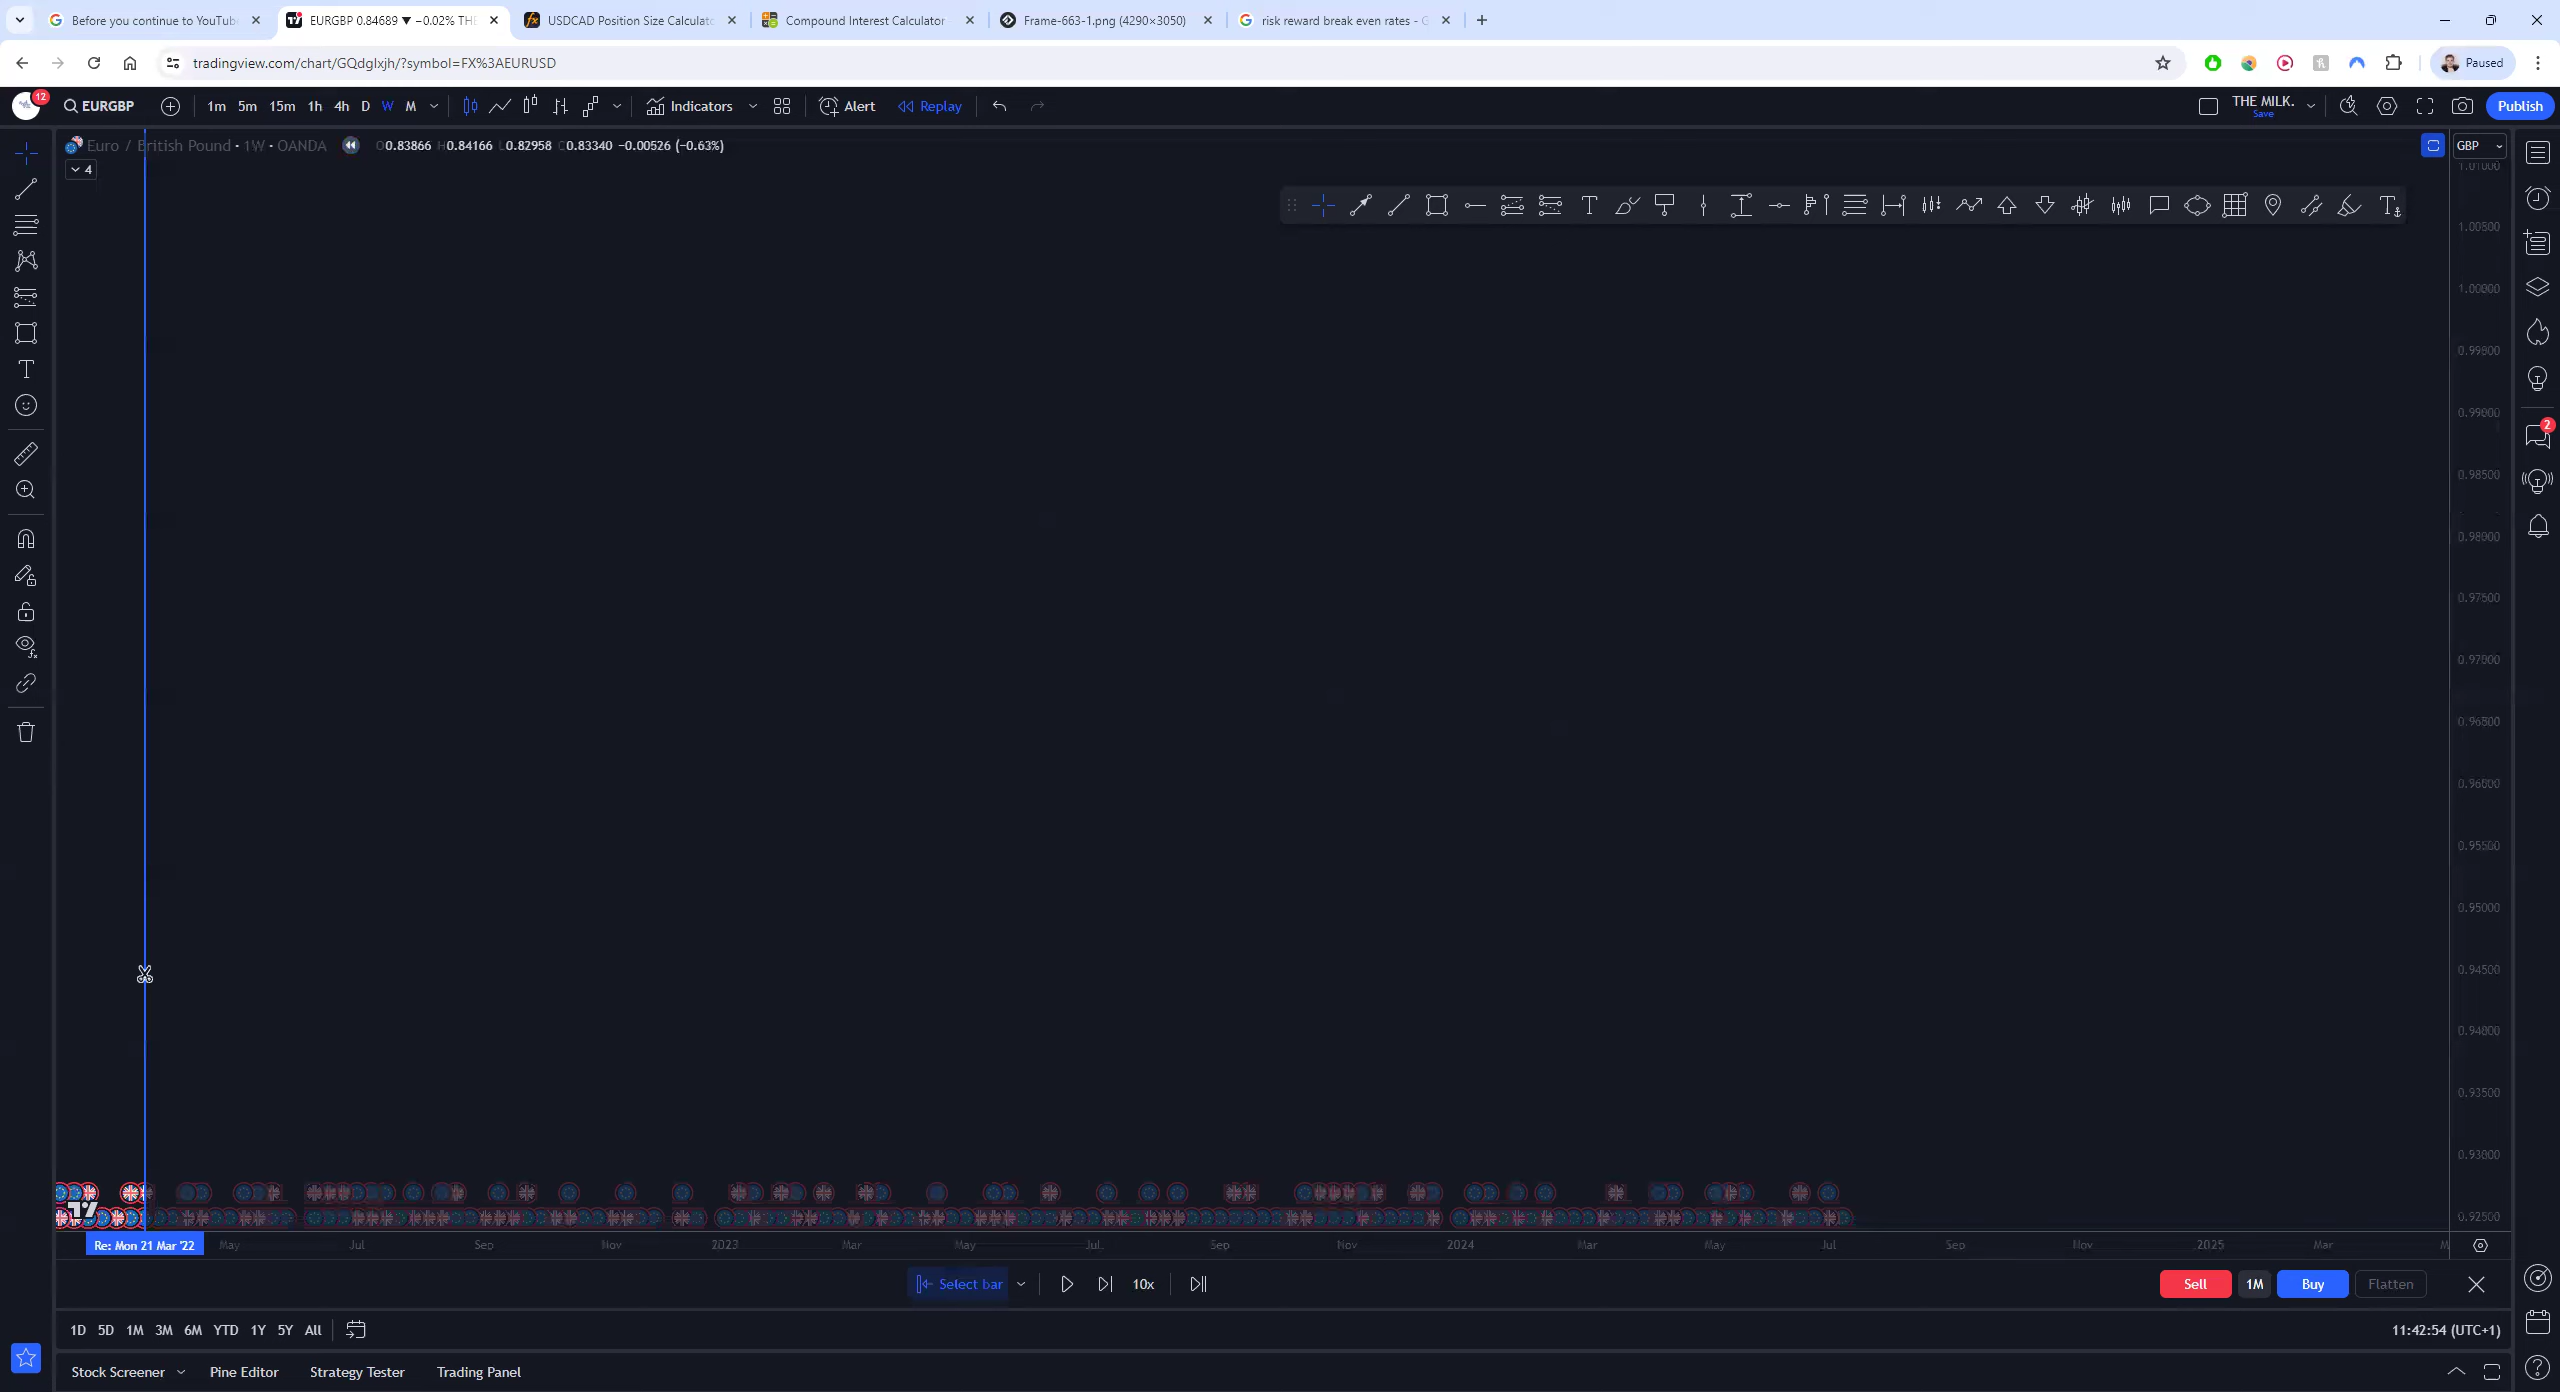 Before you continue to YouTub
EURGBP 0.84689 ▼ −0.02% THE
USDCAD Position Size Calculato
Compound Interest Calculator
Frame-663-1.png (4290×3050)
risk reward break even rates - G
tradingview.com/chart/GQdglxjh/?symbol=FX%3AEURUSD
Paused
12
EURGBP
1m 5m 15m 1h 4h D W M
Indicators
Alert
Replay
THE MILK.
Save
Publish
Euro / British Pound · 1W · OANDA
O0.83866 H0.84166 L0.82958 C0.83340 −0.00526 (−0.63%)
GBP
4
1.01000
1.00500
1.00000
0.99500
0.99000
0.98500
0.98000
0.97500
0.97000
0.96500
0.96000
0.95500
0.95000
0.94500
0.94000
0.93500
0.93000
0.92500
2
Re: Mon 21 Mar '22
May Jul Sep Nov 2023 Mar May Jul Sep Nov 2024 Mar May Jul Sep Nov 2025 Mar M
Select bar
10x
Sell
1M
Buy
Flatten
1D 5D 1M 3M 6M YTD 1Y 5Y All
11:42:54 (UTC+1)
Stock Screener
Pine Editor
Strategy Tester
Trading Panel